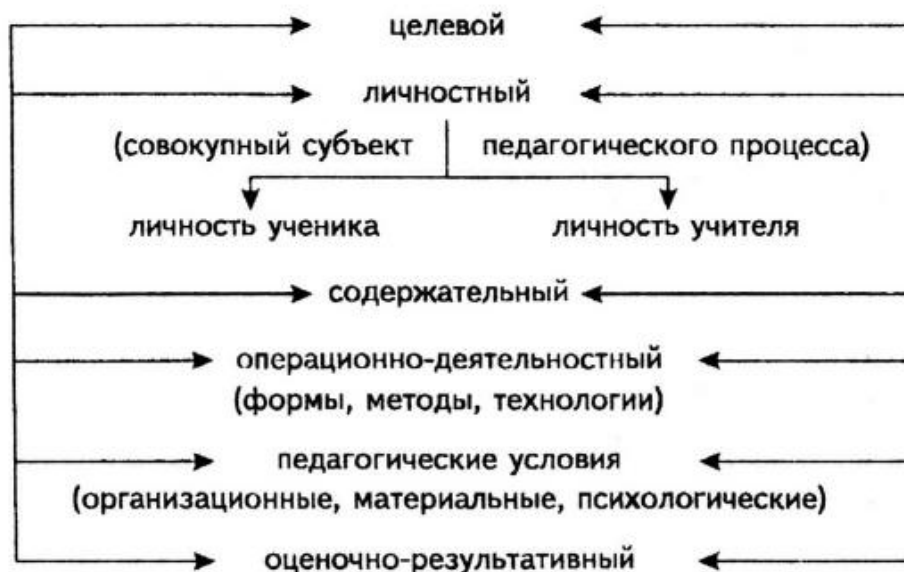 целевой
личностный
(совокупный субъект педагогического процесса)
личность ученика личность учителя
содержательный
операционно-деятельностный
(формы, методы, технологии)
педагогические условия
(организационные, материальные, психологические)
оценочно-результативный